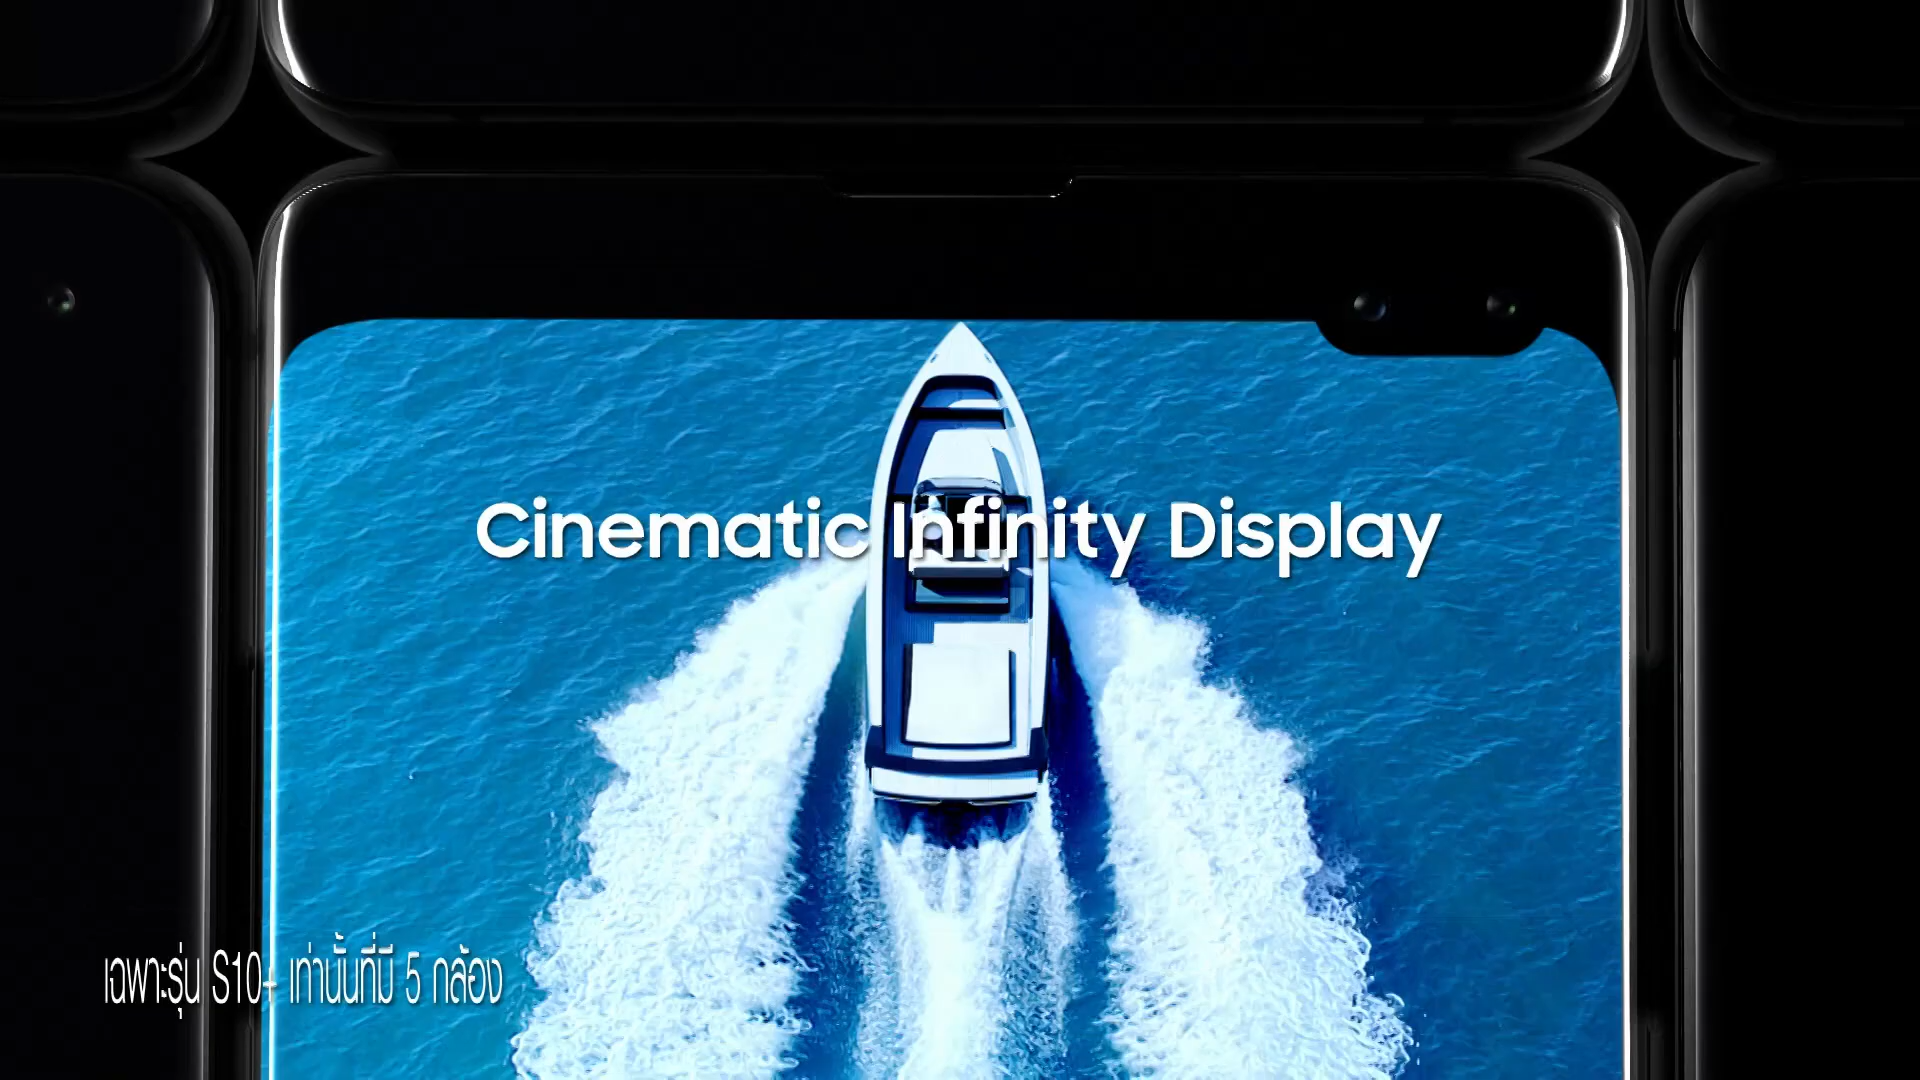 Cinematic Infinity Display
เฉพาะรุ่น S10+ เท่านั้นที่มี 5 กล้อง